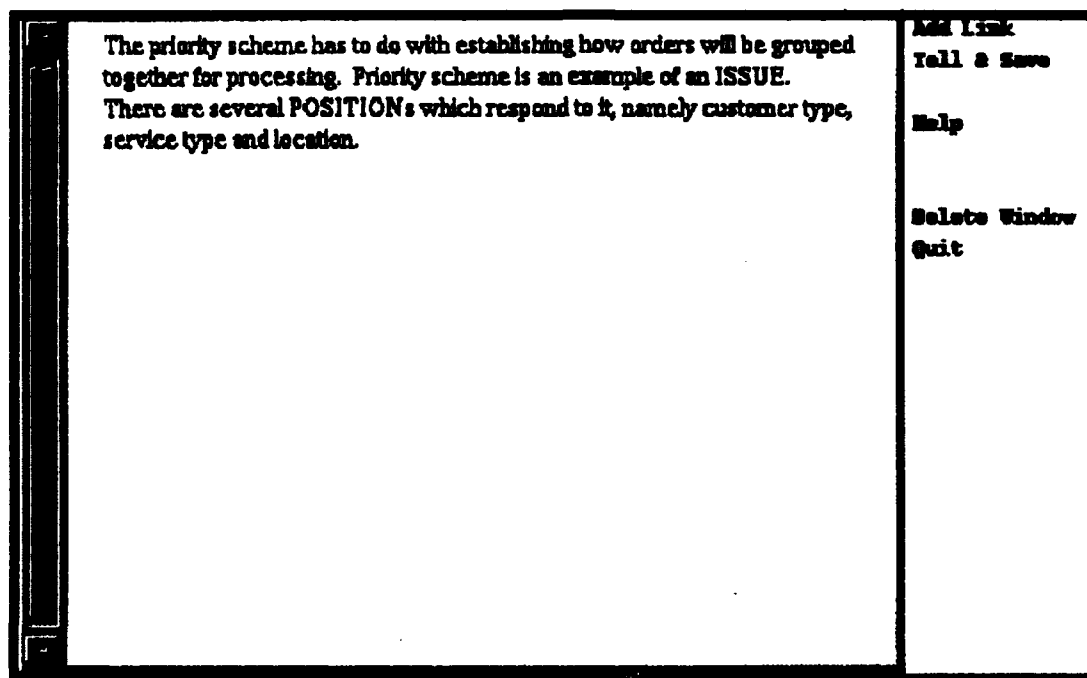 The priority scheme has to do with establishing how orders will be grouped
together for processing. Priority scheme is an example of an ISSUE.
There are several POSITIONs which respond to it, namely customer type,
service type and location.
Add Link
Tell & Save
Help
Delete Window
Quit